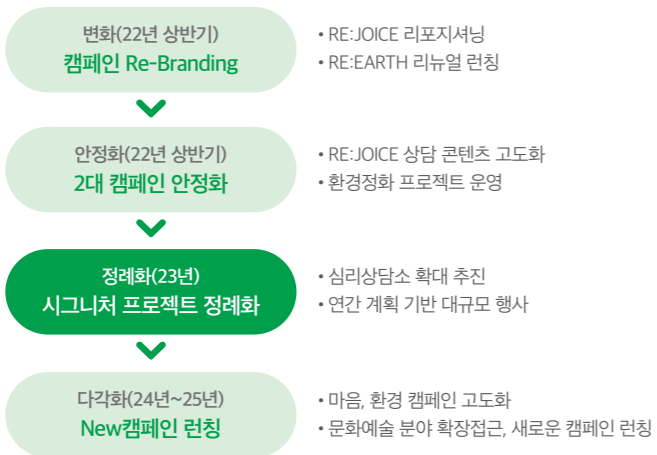 변화(22년 상반기)
캠페인 Re-Branding
• RE:JOICE 리포지셔닝
• RE:EARTH 리뉴얼 런칭
안정화(22년 상반기)
2대 캠페인 안정화
• RE:JOICE 상담 콘텐츠 고도화
• 환경정화 프로젝트 운영
정례화(23년)
시그니처 프로젝트 정례화
• 심리상담소 확대 추진
• 연간 계획 기반 대규모 행사
다각화(24년~25년)
New캠페인 런칭
• 마음, 환경 캠페인 고도화
• 문화예술 분야 확장접근, 새로운 캠페인 런칭